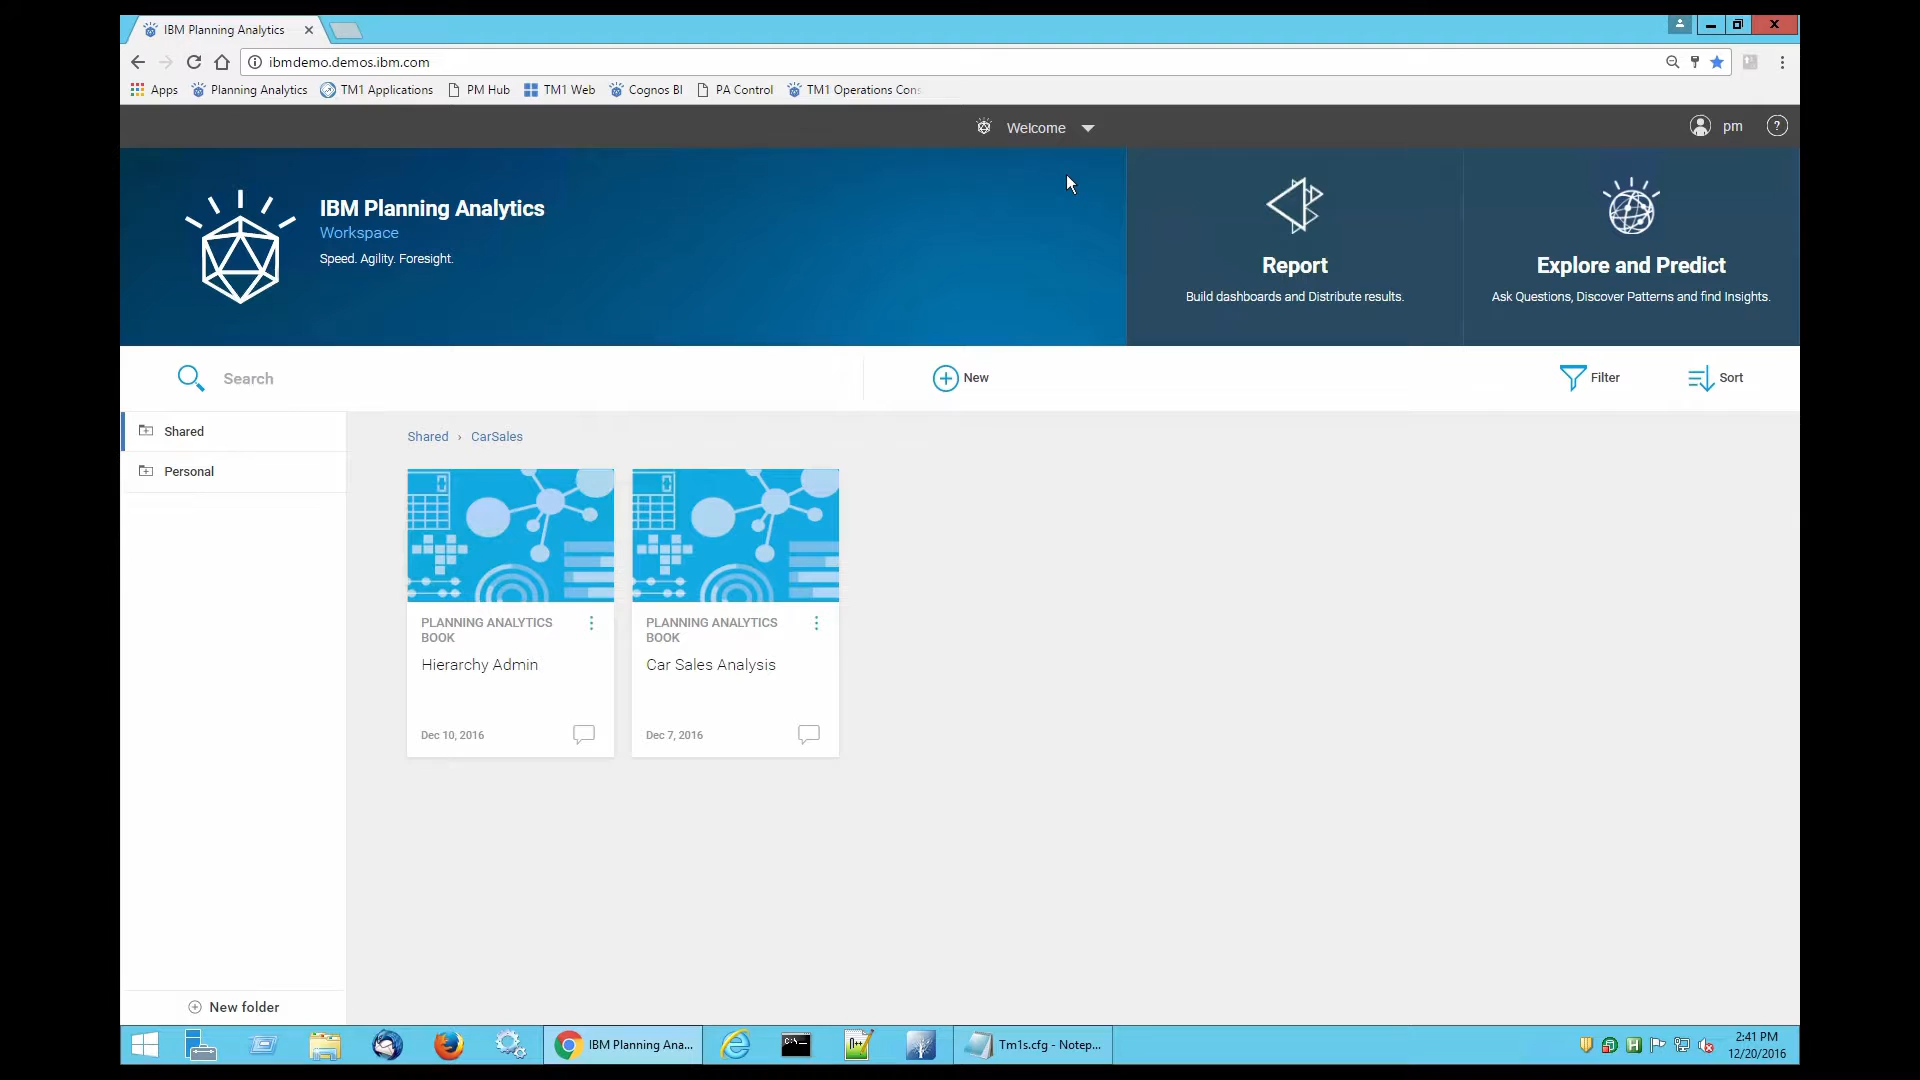 IBM Planning Analytics
ibmdemo.demos.ibm.com
Apps
Planning Analytics
TM1 Applications
PM Hub
TM1 Web
Cognos BI
PA Control
TM1 Operations Cons
Welcome
pm
?
IBM Planning Analytics
Workspace
Speed. Agility. Foresight.
Report
Build dashboards and Distribute results.
Explore and Predict
Ask Questions, Discover Patterns and find Insights.
Search
New
Filter
Sort
Shared
Personal
Shared › CarSales
PLANNING ANALYTICS
BOOK
Hierarchy Admin
Dec 10, 2016
PLANNING ANALYTICS
BOOK
Car Sales Analysis
Dec 7, 2016
New folder
IBM Planning Ana...
Tm1s.cfg - Notep...
2:41 PM
12/20/2016